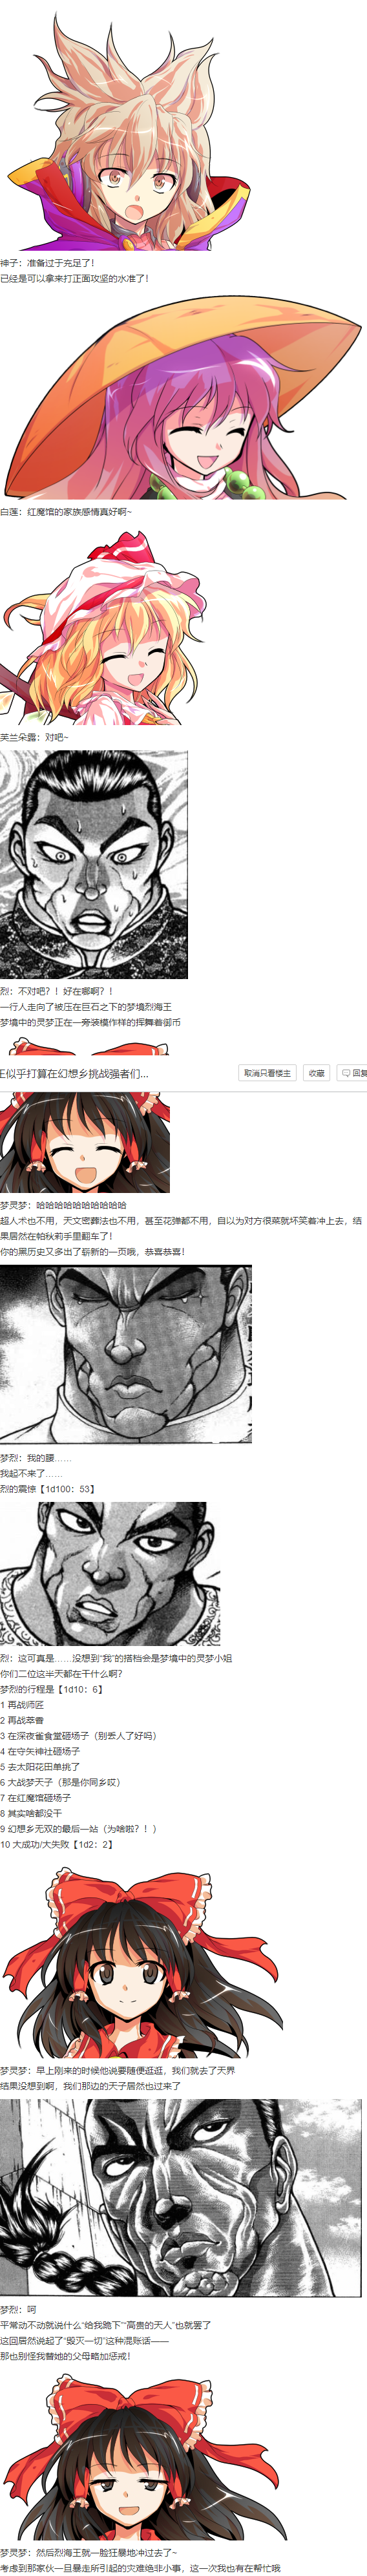 神子：准备过于充足了！
已经是可以拿来打正面攻坚的水准了！
白莲：红魔馆的家族感情真好啊~
芙兰朵露：对吧~
烈：不对吧？！好在哪啊？！
一行人走向了被压在巨石之下的梦境烈海王
梦境中的灵梦正在一旁装模作样的挥舞着御币
王似乎打算在幻想乡挑战强者们...
取消只看楼主
收藏
回复
梦灵梦：哈哈哈哈哈哈哈哈哈哈
超人术也不用，天文密葬法也不用，甚至花弹都不用，自以为对方很菜就坏笑着冲上去，结
果居然在帕秋莉手里翻车了！
你的黑历史又多出了崭新的一页哦，恭喜恭喜！
梦烈：我的腰……
我起不来了……
烈的震惊【1d100：53】
烈：这可真是……没想到“我”的搭档会是梦境中的灵梦小姐
你们二位这半天都在干什么啊？
梦烈的行程是【1d10：6】
1 再战师匠
2 再战萃香
3 在深夜雀食堂砸场子（别丢人了好吗）
4 在守矢神社砸场子
5 去太阳花田单挑了
6 大战梦天子（那是你同乡哎）
7 在红魔馆砸场子
8 其实啥都没干
9 幻想乡无双的最后一站（为啥啦？！）
10 大成功/大失败【1d2：2】
梦灵梦：早上刚来的时候他说要随便逛逛，我们就去了天界
结果没想到啊，我们那边的天子居然也过来了
梦烈：呵
平常动不动就说什么“给我跪下”“高贵的天人”也就罢了
这回居然说起了“毁灭一切”这种混账话——
那也别怪我替她的父母略加惩戒！
梦灵梦：然后烈海王就一脸狂暴地冲过去了~
考虑到那家伙一旦暴走所引起的灾难绝非小事，这一次我也有在帮忙哦